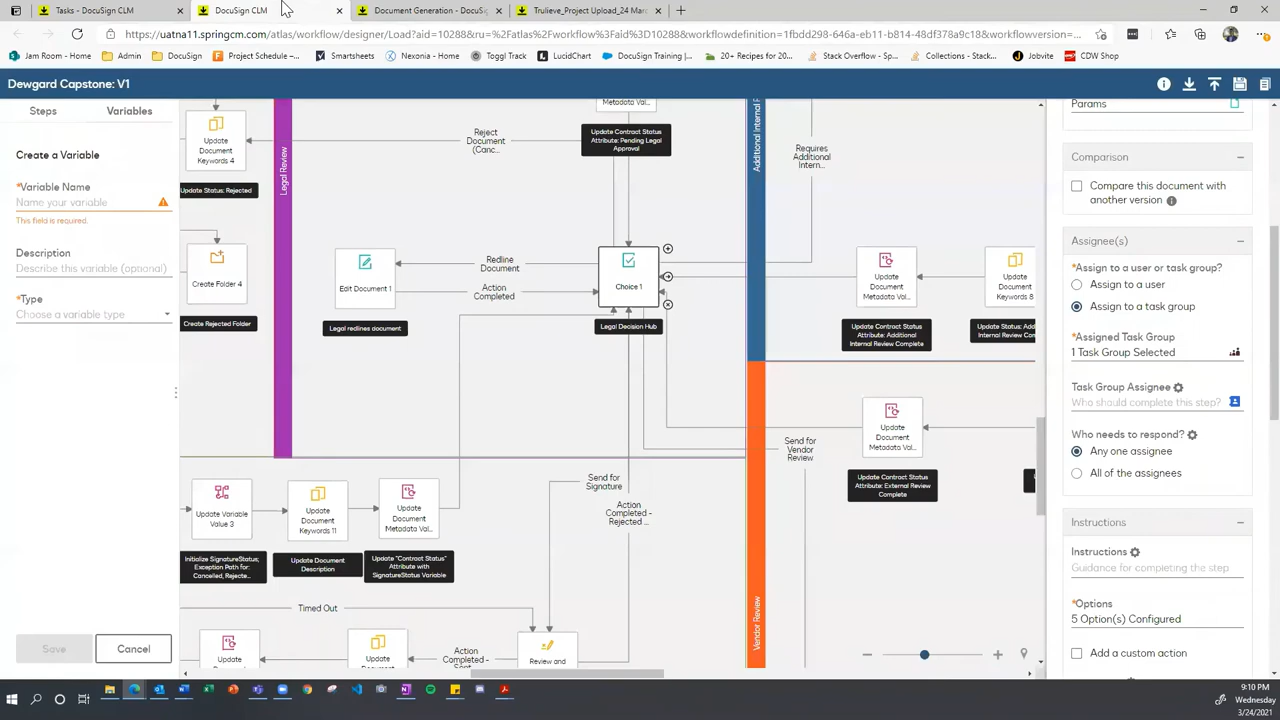 Tasks - DocuSign CLM
DocuSign CLM
Document Generation - DocuSi
Trulieve_Project Upload_24 Mar
https://uatna11.springcm.com/atlas/workflow/designer/Load?aid=10288&ru=%2Fatlas%2Fworkflow%3Faid%3D10288&workflowdefinition=1fbdd298-646a-eb11-b814-48df378a9c18&workflowversion=...
Jam Room - Home
Admin
DocuSign
Project Schedule -...
Smartsheets
Nexonia - Home
Toggl Track
LucidChart
DocuSign Training |...
20+ Recipes for 20...
Stack Overflow - Sp...
Collections - Stack...
Jobvite
CDW Shop
Dewgard Capstone: V1
Steps
Variables
Create a Variable
*Variable Name
Name your variable
This field is required.
Description
Describe this variable (optional)
*Type
Choose a variable type
Save
Cancel
Update
Document
Keywords 4
Update Status: Rejected
Create Folder 4
Create Rejected Folder
Legal Review
Reject
Document
(Canc...
Metadata Val...
Update Contract Status
Attribute: Pending Legal
Approval
Redline
Document
Edit Document 1
Action
Completed
Legal redlines document
Choice 1
Legal Decision Hub
Additional Internal
Requires
Additional
Intern...
Update
Document
Metadata Val...
Update Contract Status
Attribute: Additional
Internal Review Complete
Update
Document
Keywords 8
Update Status: Add
Internal Review Com
Vendor Review
Send for
Vendor
Review
Update
Document
Metadata Val...
Update Contract Status
Attribute: External Review
Complete
Send for
Signature
Action
Completed -
Rejected ...
Update Variable
Value 3
Initialize SignatureStatus;
Exception Path for:
Cancelled, Rejecte...
Update
Document
Keywords 11
Update Document
Description
Update
Document
Metadata Val...
Update "Contract Status"
Attribute with
SignatureStatus Variable
Timed Out
Update
Update
Action
Completed -
Review and
Params
Comparison
Compare this document with
another version
Assignee(s)
*Assign to a user or task group?
Assign to a user
Assign to a task group
*Assigned Task Group
1 Task Group Selected
Task Group Assignee
Who should complete this step?
Who needs to respond?
Any one assignee
All of the assignees
Instructions
Instructions
Guidance for completing the step
*Options
5 Option(s) Configured
Add a custom action
9:10 PM
Wednesday
3/24/2021